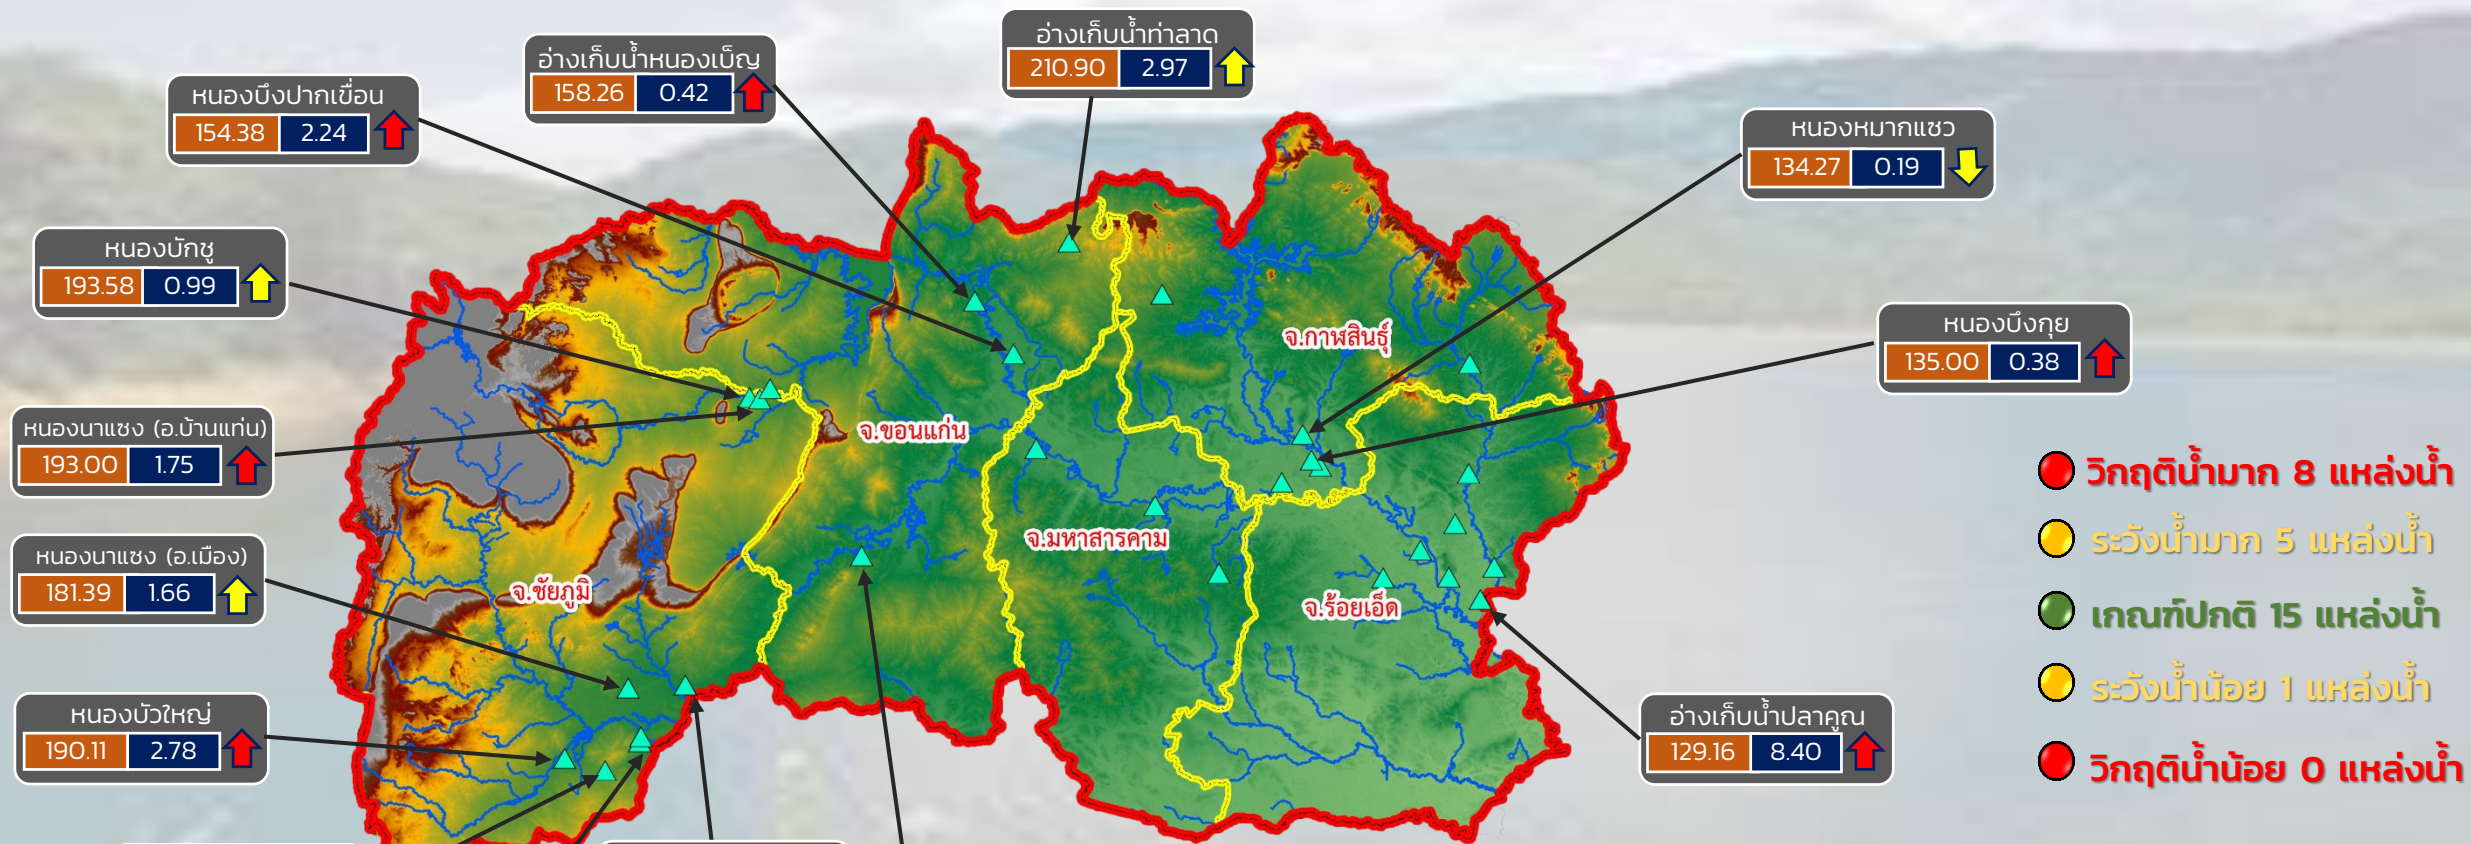 อ่างเก็บน้ำท่าลาด
210.90 2.97
อ่างเก็บน้ำหนองเบ็ญ
158.26 0.42
หนองบึงปากเขื่อน
154.38 2.24
หนองหมากแซว
134.27 0.19
หนองบักชู
193.58 0.99
หนองบึงกุย
135.00 0.38
จ.กาฬสินธุ์
หนองนาแซง (อ.บ้านแท่น)
193.00 1.75
จ.ขอนแก่น
วิกฤติน้ำมาก 8 แหล่งน้ำ
ระวังน้ำมาก 5 แหล่งน้ำ
หนองนาแซง (อ.เมือง)
181.39 1.66
จ.มหาสารคาม
จ.ชัยภูมิ
จ.ร้อยเอ็ด
เกณฑ์ปกติ 15 แหล่งน้ำ
ระวังน้ำน้อย 1 แหล่งน้ำ
หนองบัวใหญ่
190.11 2.78
อ่างเก็บน้ำปลาคูณ
129.16 8.40
วิกฤติน้ำน้อย 0 แหล่งน้ำ